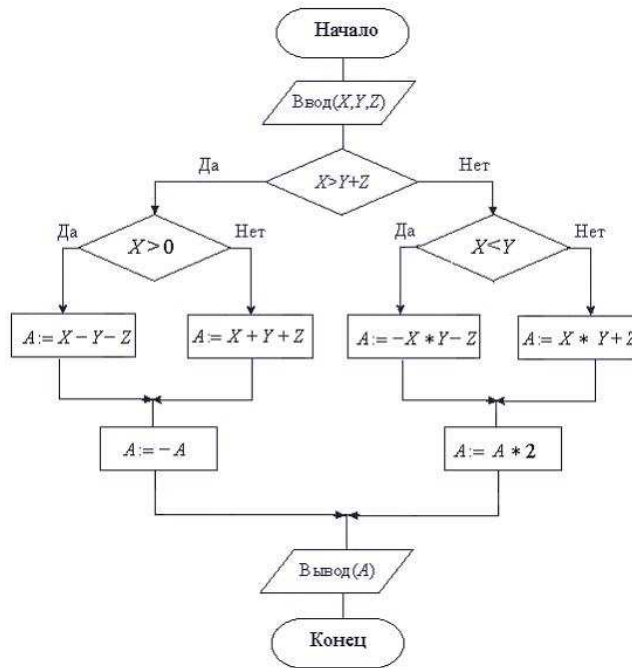 Начало
Ввод(X,Y,Z)
Да
X>Y+Z
Нет
Да
X>0
Нет
Да
X<Y
Нет
A:= X-Y-Z
A:= X+Y+Z
A:=-X*Y-Z
A:= X* Y+Z
A:=-A
A:= A*2
Вывод(A)
Конец